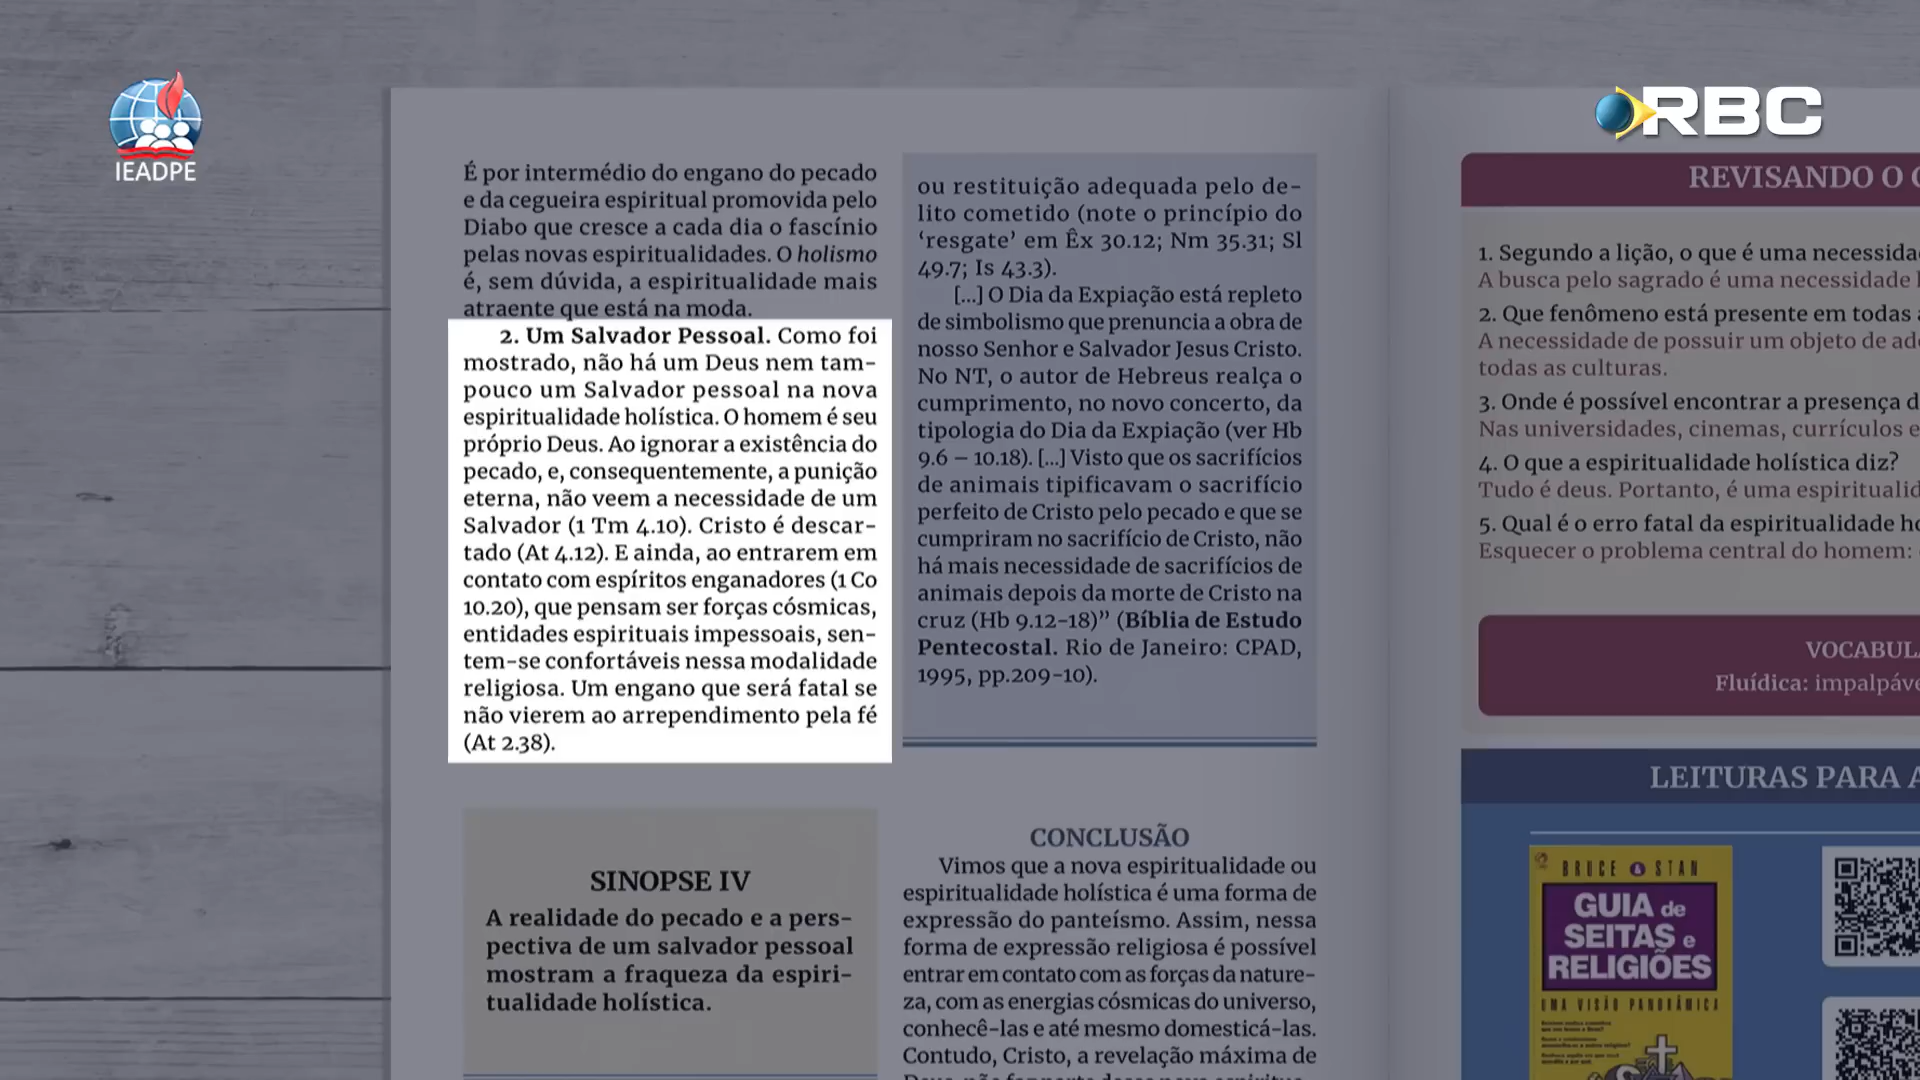 IEADPE
RBC
É por intermédio do engano do pecado
e da cegueira espiritual promovida pelo
Diabo que cresce a cada dia o fascínio
pelas novas espiritualidades. O holismo
é, sem dúvida, a espiritualidade mais
atraente que está na moda.
2. Um Salvador Pessoal. Como foi
mostrado, não há um Deus nem tam-
pouco um Salvador pessoal na nova
espiritualidade holística. O homem é seu
próprio Deus. Ao ignorar a existência do
pecado, e, consequentemente, a punição
eterna, não veem a necessidade de um
Salvador (1 Tm 4.10). Cristo é descar-
tado (At 4.12). E ainda, ao entrarem em
contato com espíritos enganadores (1 Co
10.20), que pensam ser forças cósmicas,
entidades espirituais impessoais, sen-
tem-se confortáveis nessa modalidade
religiosa. Um engano que será fatal se
não vierem ao arrependimento pela fé
(At 2.38).
SINOPSE IV
A realidade do pecado e a pers-
pectiva de um salvador pessoal
mostram a fraqueza da espiri-
tualidade holística.
ou restituição adequada pelo de-
lito cometido (note o princípio do
‘resgate’ em Êx 30.12; Nm 35.31; Sl
49.7; Is 43.3).
[...] O Dia da Expiação está repleto
de simbolismo que prenuncia a obra de
nosso Senhor e Salvador Jesus Cristo.
No NT, o autor de Hebreus realça o
cumprimento, no novo concerto, da
tipologia do Dia da Expiação (ver Hb
9.6 – 10.18). [...] Visto que os sacrifícios
de animais tipificavam o sacrifício
perfeito de Cristo pelo pecado e que se
cumpriram no sacrifício de Cristo, não
há mais necessidade de sacrifícios de
animais depois da morte de Cristo na
cruz (Hb 9.12-18)” (Bíblia de Estudo
Pentecostal. Rio de Janeiro: CPAD,
1995, pp.209-10).
CONCLUSÃO
Vimos que a nova espiritualidade ou
espiritualidade holística é uma forma de
expressão do panteísmo. Assim, nessa
forma de expressão religiosa é possível
entrar em contato com as forças da nature-
za, com as energias cósmicas do universo,
conhecê-las e até mesmo domesticá-las.
Contudo, Cristo, a revelação máxima de
REVISANDO O
1. Segundo a lição, o que é uma
A busca pelo sagrado é uma necessidade
2. Que fenômeno está presente em todas
A necessidade de possuir um objeto de
todas as culturas.
3. Onde é possível encontrar a presença
Nas universidades, cinemas, currículos
4. O que a espiritualidade holística diz?
Tudo é deus. Portanto, é uma
5. Qual é o erro fatal da espiritualidade
Esquecer o problema central do homem:
Fluídica:
LEITURAS PARA
BRUCE & STAN
GUIA de
SEITAS e
RELIGIÕES
UMA VISÃO PANORÂMICA